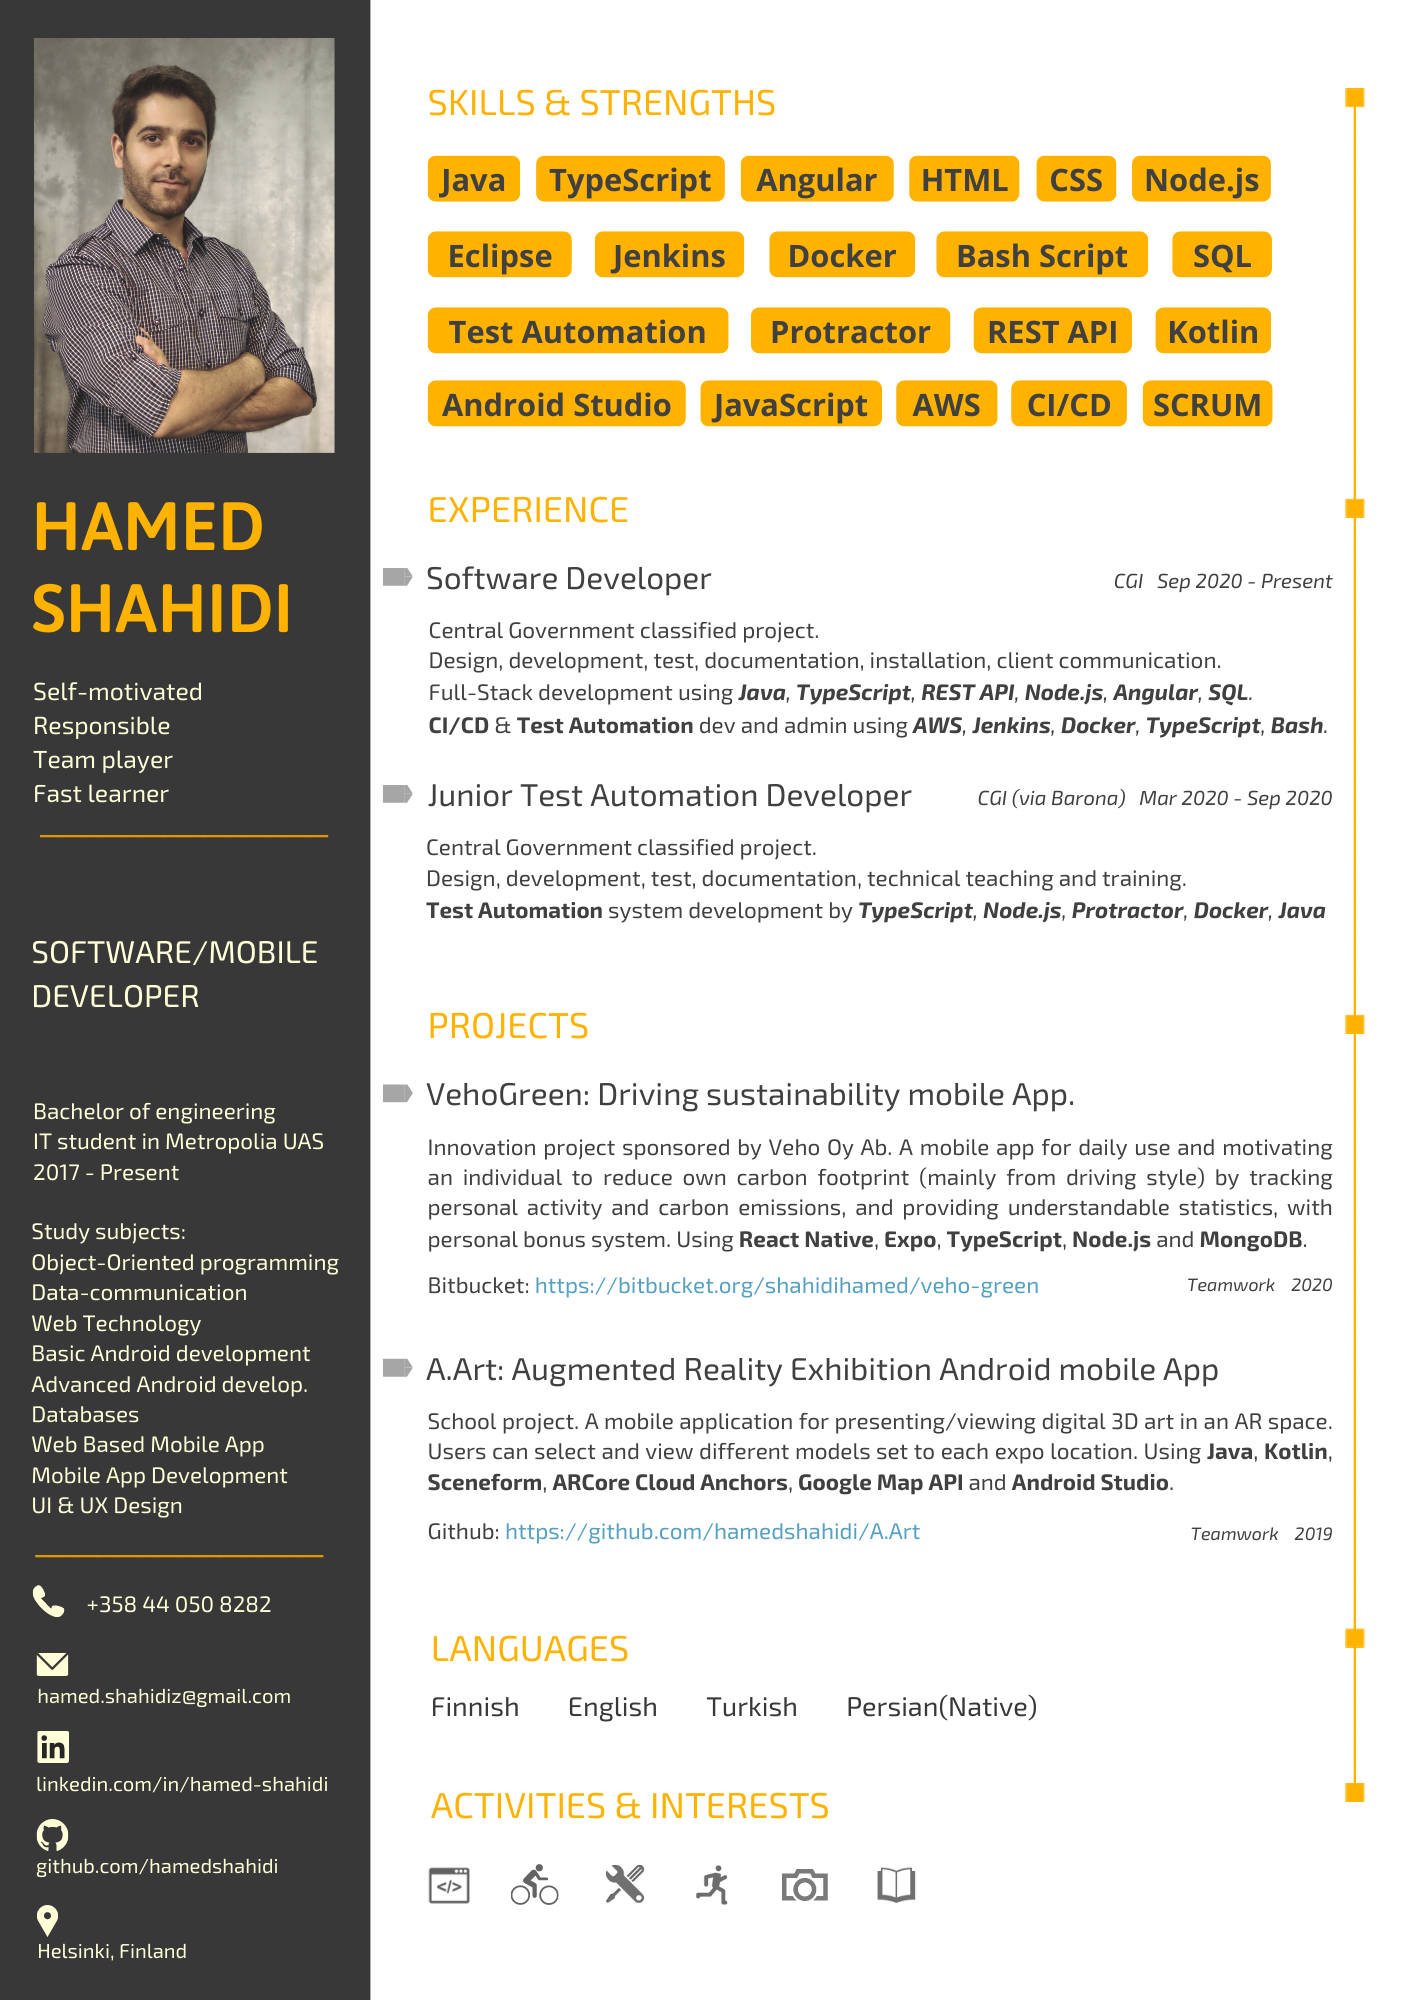 HAMED
SHAHIDI
Self-motivated
Responsible
Team player
Fast learner
SOFTWARE/MOBILE
DEVELOPER
Bachelor of engineering
IT student in Metropolia UAS
2017 - Present
Study subjects:
Object-Oriented programming
Data-communication
Web Technology
Basic Android development
Advanced Android develop.
Databases
Web Based Mobile App
Mobile App Development
UI & UX Design
+358 44 050 8282
hamed.shahidiz@gmail.com
in
linkedin.com/in/hamed-shahidi
github.com/hamedshahidi
Helsinki, Finland
SKILLS & STRENGTHS
Java TypeScript Angular HTML CSS Node.js
Eclipse Jenkins Docker Bash Script SQL
Test Automation Protractor REST API Kotlin
Android Studio JavaScript AWS CI/CD SCRUM
EXPERIENCE
Software Developer CGI Sep 2020 - Present
Central Government classified project.
Design, development, test, documentation, installation, client communication.
Full-Stack development using Java, TypeScript, REST API, Node.js, Angular, SQL.
CI/CD & Test Automation dev and admin using AWS, Jenkins, Docker, TypeScript, Bash.
Junior Test Automation Developer CGI (via Barona) Mar 2020 - Sep 2020
Central Government classified project.
Design, development, test, documentation, technical teaching and training.
Test Automation system development by TypeScript, Node.js, Protractor, Docker, Java
PROJECTS
VehoGreen: Driving sustainability mobile App.
Innovation project sponsored by Veho Oy Ab. A mobile app for daily use and motivating
an individual to reduce own carbon footprint (mainly from driving style) by tracking
personal activity and carbon emissions, and providing understandable statistics, with
personal bonus system. Using React Native, Expo, TypeScript, Node.js and MongoDB.
Bitbucket: https://bitbucket.org/shahidihamed/veho-green Teamwork 2020
A.Art: Augmented Reality Exhibition Android mobile App
School project. A mobile application for presenting/viewing digital 3D art in an AR space.
Users can select and view different models set to each expo location. Using Java, Kotlin,
Sceneform, ARCore Cloud Anchors, Google Map API and Android Studio.
Github: https://github.com/hamedshahidi/A.Art Teamwork 2019
LANGUAGES
Finnish English Turkish Persian(Native)
ACTIVITIES & INTERESTS
</>